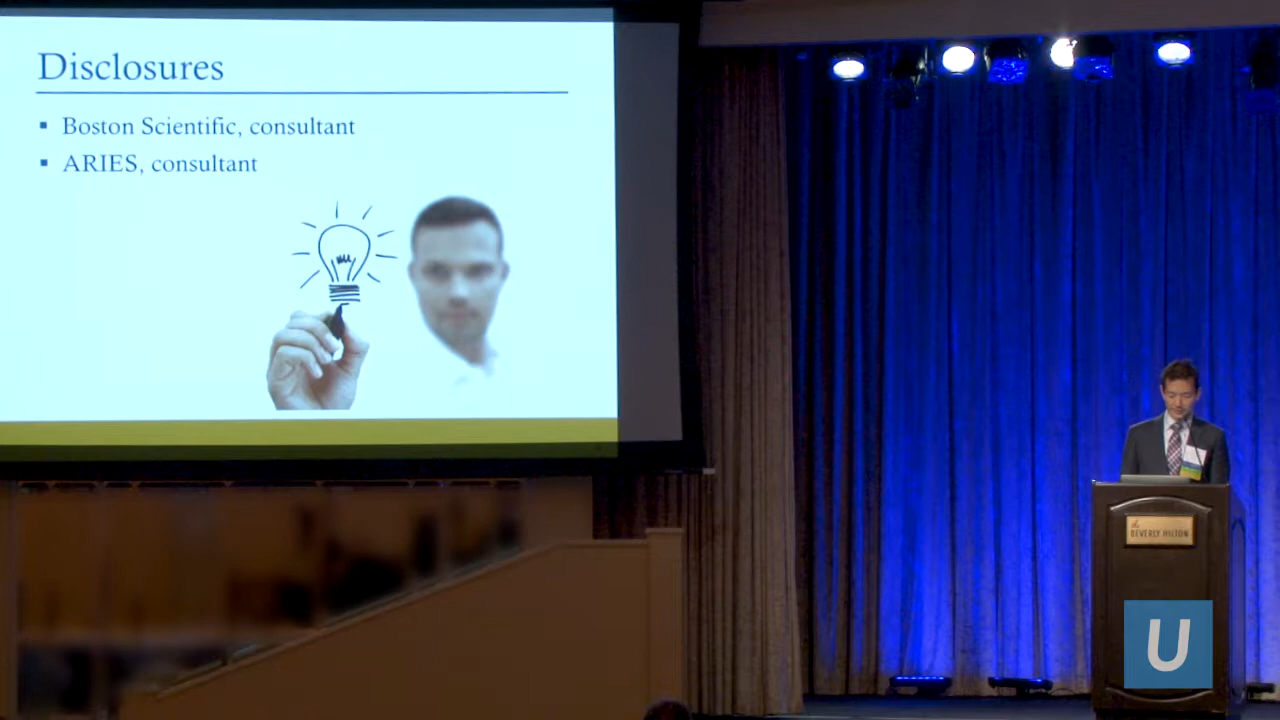 Disclosures
▪ Boston Scientific, consultant
▪ ARIES, consultant
BEVERLY HILTON
U